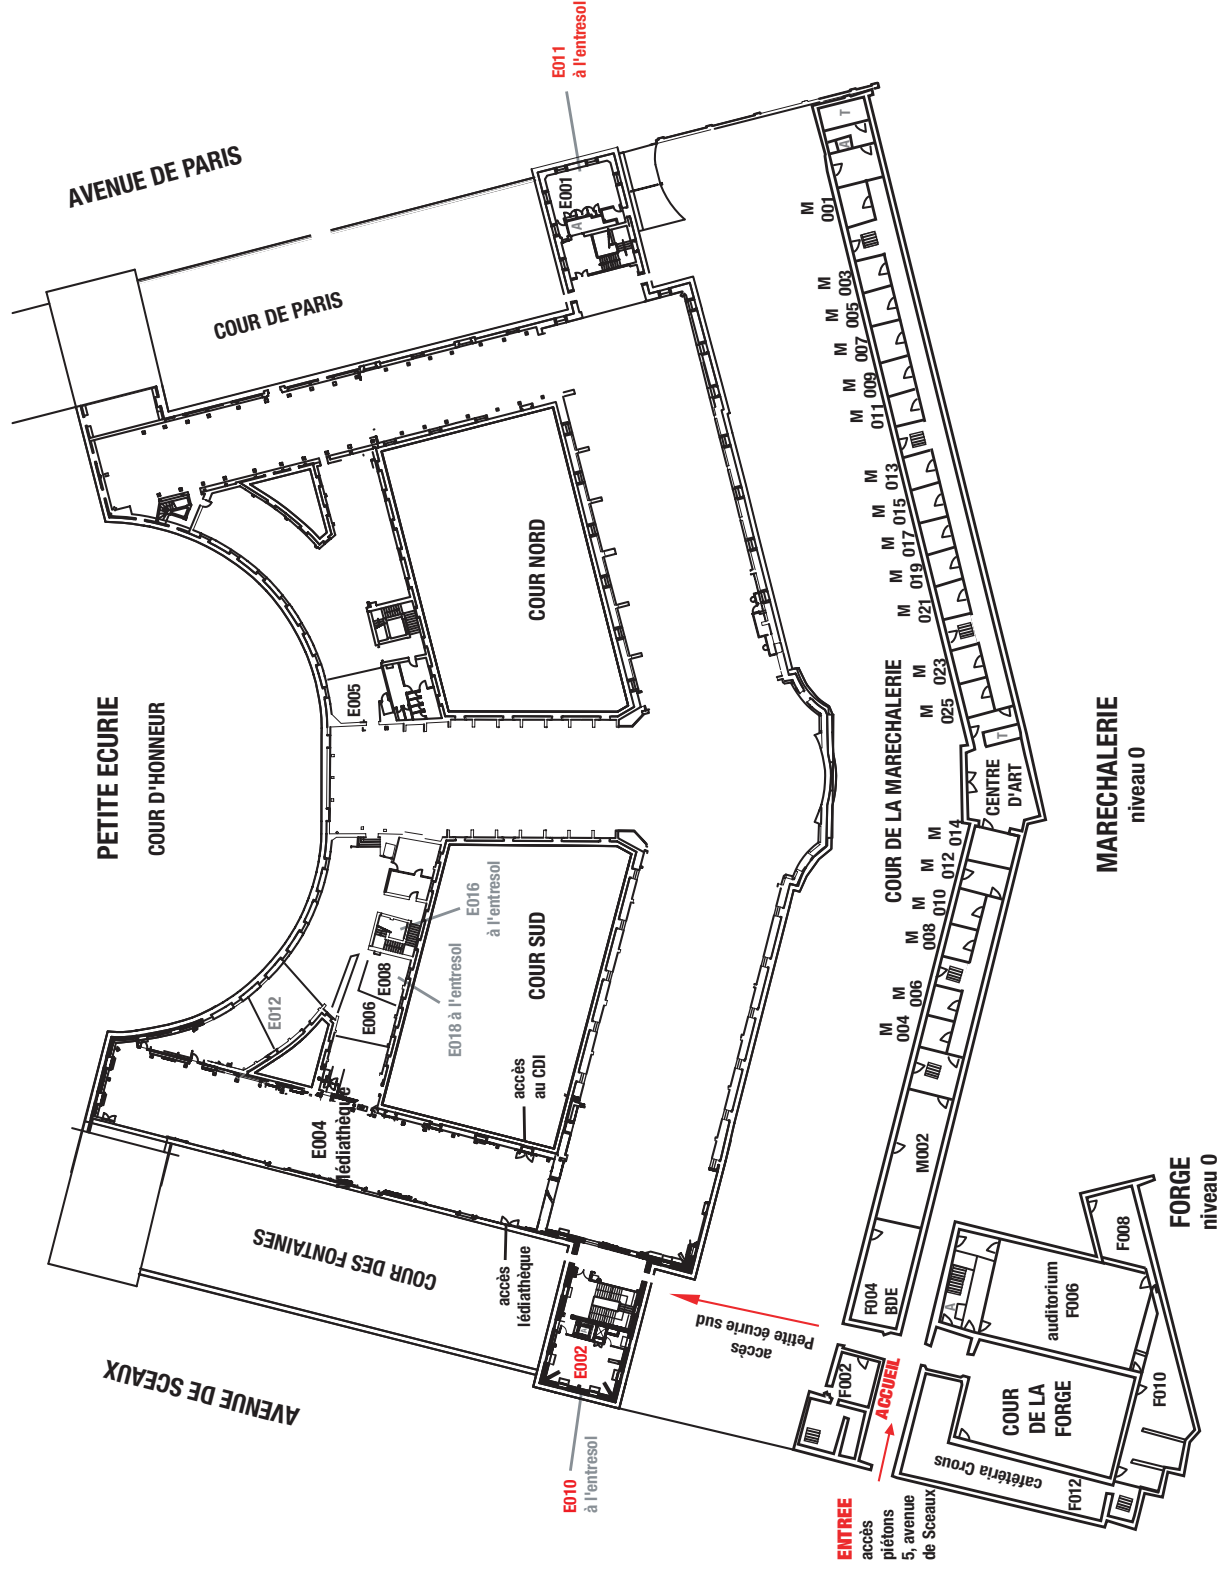 AVENUE DE PARIS
E011
à l'entresol
COUR DE PARIS
E001
A
T
A
M
001
M
003
M
005
M
007
M
009
M
011
M
013
M
015
M
017
M
019
M
021
M
023
M
025
COUR NORD
E005
PETITE ECURIE
COUR D'HONNEUR
COUR DE LA MARECHALERIE
T
CENTRE
D'ART
MARECHALERIE
niveau 0
M
014
M
012
M
010
M
008
M
006
M
004
E016
à l'entresol
E018 à l'entresol
COUR SUD
E008
E006
E012
accès
au CDI
E004
lédiathèque
COUR DES FONTAINES
accès
lédiathèque
AVENUE DE SCEAUX
E002
E010
à l'entresol
accès
Petite écurie sud
M002
F004
BDE
FORGE
niveau 0
F008
A
auditorium
F006
F010
F002
ACCUEIL
COUR
DE LA
FORGE
cafétéria Crous
F012
ENTREE
accès
piétons
5, avenue
de Sceaux